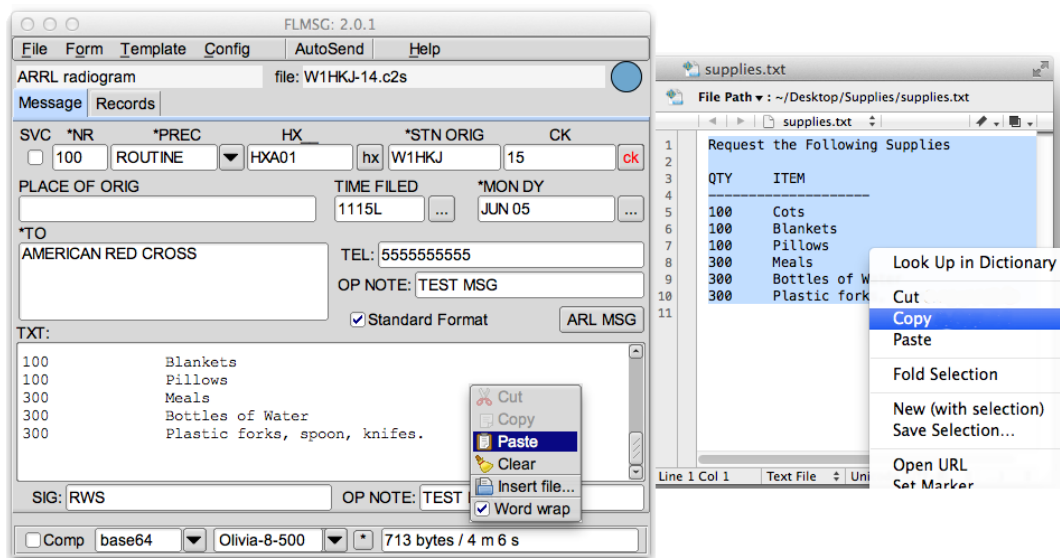 FLMSG: 2.0.1
File Form Template Config AutoSend Help
ARRL radiogram file: W1HKJ-14.c2s
Message Records
SVC *NR *PREC HX__ *STN ORIG CK
100 ROUTINE HXA01 hx W1HKJ 15 ck
PLACE OF ORIG TIME FILED *MON DY
1115L ... JUN 05 ...
*TO
AMERICAN RED CROSS
TEL: 5555555555
OP NOTE: TEST MSG
Standard Format ARL MSG
TXT:
100 Blankets
100 Pillows
300 Meals
300 Bottles of Water
300 Plastic forks, spoon, knifes.
Cut
Copy
Paste
Clear
Insert file...
Word wrap
SIG: RWS OP NOTE: TEST
Comp base64 Olivia-8-500 * 713 bytes / 4 m 6 s
supplies.txt
File Path : ~/Desktop/Supplies/supplies.txt
supplies.txt
1 Request the Following Supplies
2
3 QTY ITEM
4 --------------------
5 100 Cots
6 100 Blankets
7 100 Pillows
8 300 Meals
9 300 Bottles of W
10 300 Plastic fork
11
Look Up in Dictionary
Cut
Copy
Paste
Fold Selection
New (with selection)
Save Selection...
Open URL
Set Marker
Line 1 Col 1 Text File Uni